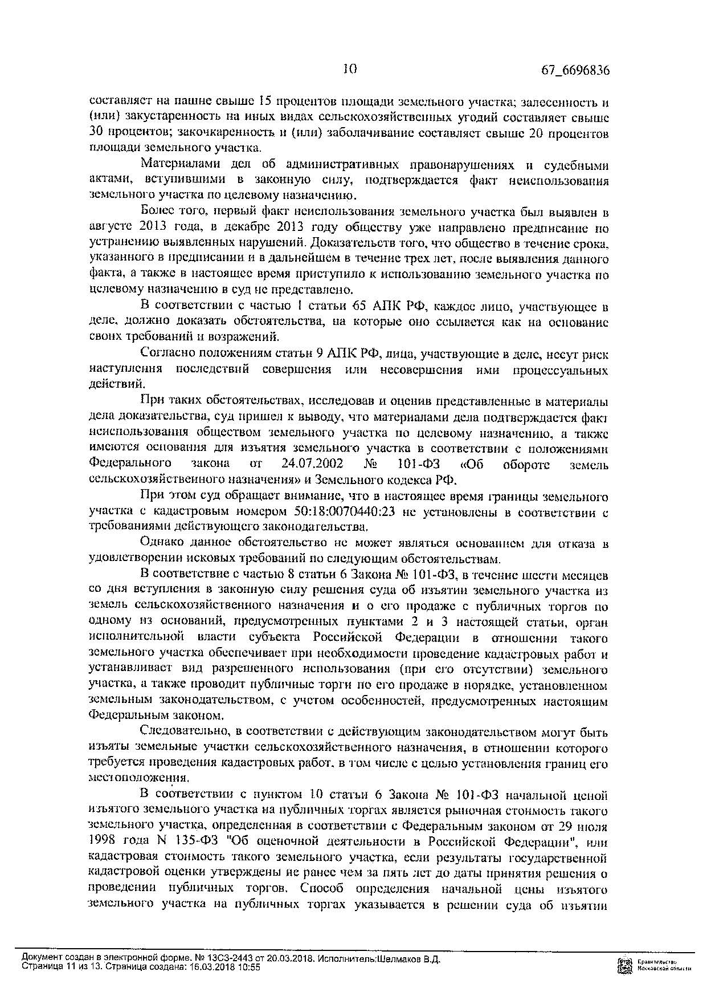 10
67_6696836
составляет на пашне свыше 15 процентов площади земельного участка; залесенность и
(или) закустаренность на иных видах сельскохозяйственных угодий составляет свыше
30 процентов; закочкаренность и (или) заболачивание составляет свыше 20 процентов
площади земельного участка.
Материалами дел об административных правонарушениях и судебными
актами, вступившими в законную силу, подтверждается факт неиспользования
земельного участка по целевому назначению.
Более того, первый факт неиспользования земельного участка был выявлен в
августе 2013 года, в декабре 2013 году обществу уже направлено предписание по
устранению выявленных нарушений. Доказательств того, что общество в течение срока,
указанного в предписании и в дальнейшем в течение трех лет, после выявления данного
факта, а также в настоящее время приступило к использованию земельного участка по
целевому назначению в суд не представлено.
В соответствии с частью 1 статьи 65 АПК РФ, каждое лицо, участвующее в
деле, должно доказать обстоятельства, на которые оно ссылается как на основание
своих требований и возражений.
Согласно положениям статьи 9 АПК РФ, лица, участвующие в деле, несут риск
наступления последствий совершения или несовершения ими процессуальных
действий.
При таких обстоятельствах, исследовав и оценив представленные в материалы
дела доказательства, суд пришел к выводу, что материалами дела подтверждается факт
неиспользования обществом земельного участка по целевому назначению, а также
имеются основания для изъятия земельного участка в соответствии с положениями
Федерального закона от 24.07.2002 № 101-ФЗ «Об обороте земель
сельскохозяйственного назначения» и Земельного кодекса РФ.
При этом суд обращает внимание, что в настоящее время границы земельного
участка с кадастровым номером 50:18:0070440:23 не установлены в соответствии с
требованиями действующего законодательства.
Однако данное обстоятельство не может являться основанием для отказа в
удовлетворении исковых требований по следующим обстоятельствам.
В соответствие с частью 8 статьи 6 Закона № 101-ФЗ, в течение шести месяцев
со дня вступления в законную силу решения суда об изъятии земельного участка из
земель сельскохозяйственного назначения и о его продаже с публичных торгов по
одному из оснований, предусмотренных пунктами 2 и 3 настоящей статьи, орган
исполнительной власти субъекта Российской Федерации в отношении такого
земельного участка обеспечивает при необходимости проведение кадастровых работ и
устанавливает вид разрешенного использования (при его отсутствии) земельного
участка, а также проводит публичные торги по его продаже в порядке, установленном
земельным законодательством, с учетом особенностей, предусмотренных настоящим
Федеральным законом.
Следовательно, в соответствии с действующим законодательством могут быть
изъяты земельные участки сельскохозяйственного назначения, в отношении которого
требуется проведения кадастровых работ, в том числе с целью установления границ его
местоположения.
В соответствии с пунктом 10 статьи 6 Закона № 101-ФЗ начальной ценой
изъятого земельного участка на публичных торгах является рыночная стоимость такого
земельного участка, определенная в соответствии с Федеральным законом от 29 июля
1998 года N 135-ФЗ "Об оценочной деятельности в Российской Федерации", или
кадастровая стоимость такого земельного участка, если результаты государственной
кадастровой оценки утверждены не ранее чем за пять лет до даты принятия решения о
проведении публичных торгов. Способ определения начальной цены изъятого
земельного участка на публичных торгах указывается в решении суда об изъятии
Документ создан в электронной форме. № 13СЗ-2443 от 20.03.2018. Исполнитель:Шелмаков В.Д.
Страница 11 из 13. Страница создана: 16.03.2018 10:55
Правительство
Московской области